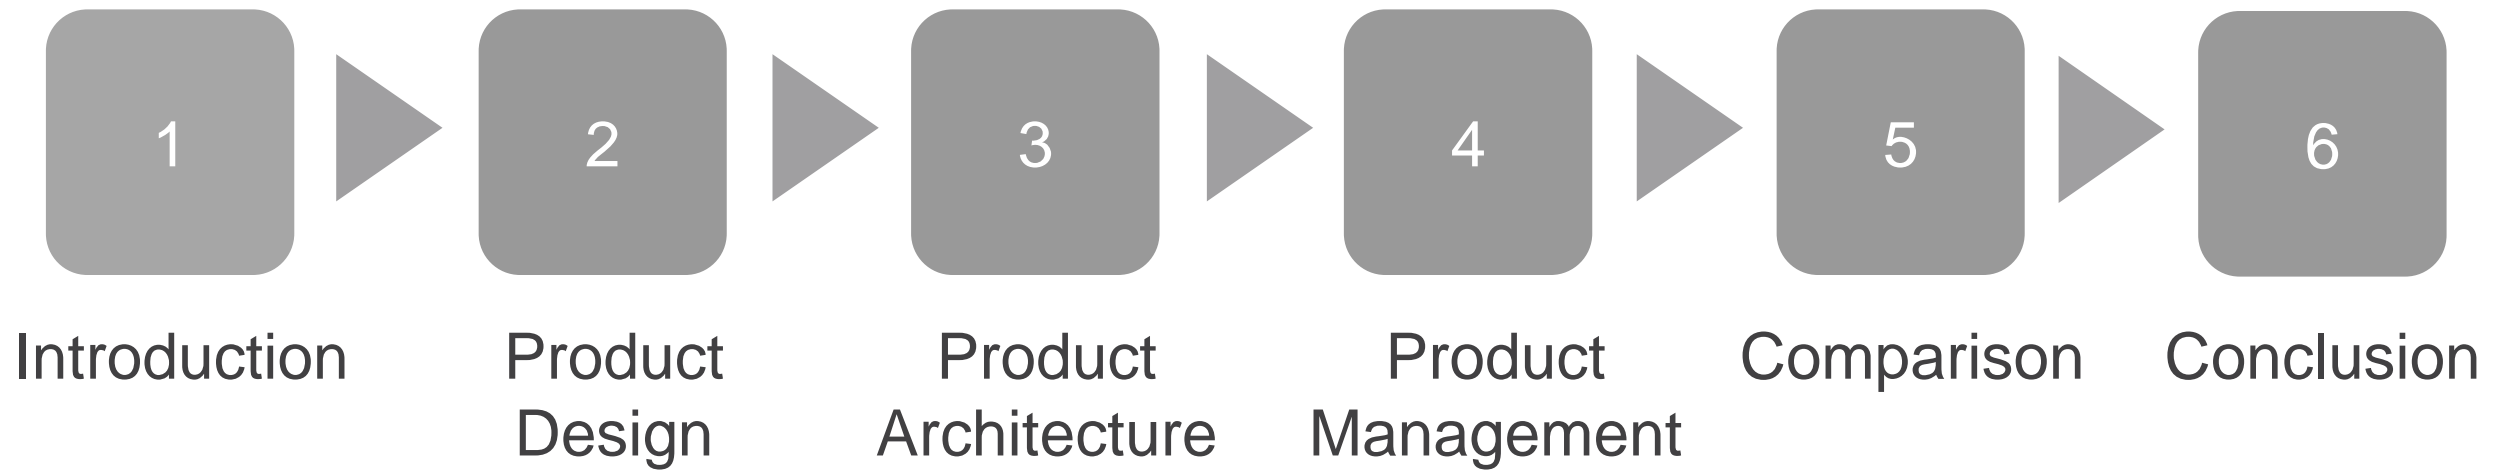 1
2
3
4
5
6
Introduction
Product
Design
Product
Architecture
Product
Management
Comparison
Conclusion